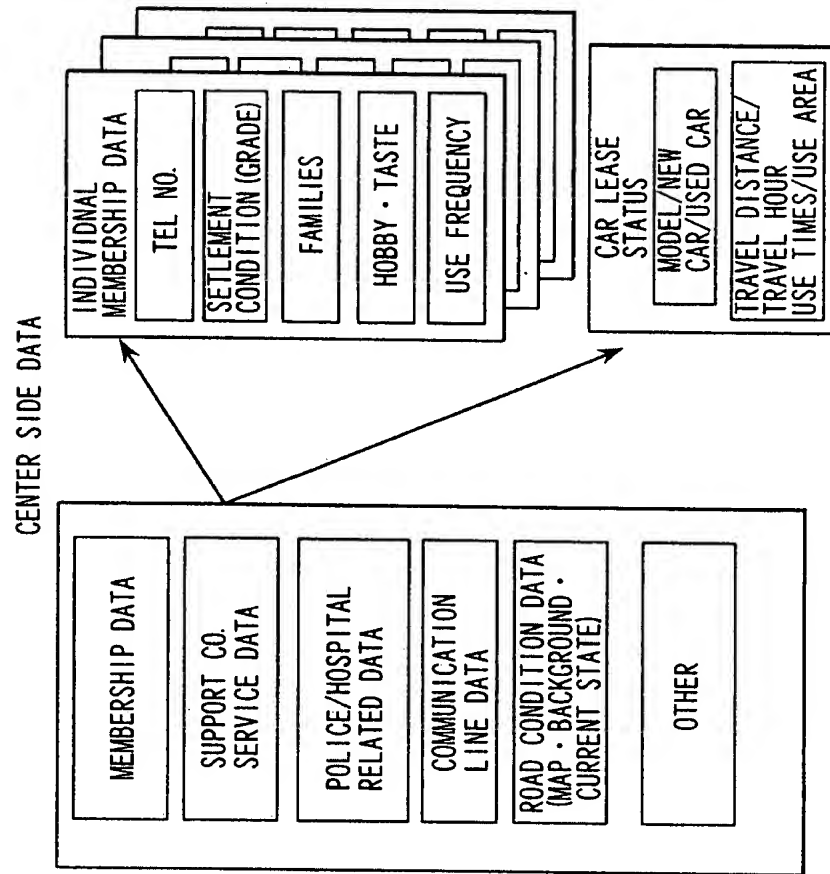 CENTER SIDE DATA
MEMBERSHIP DATA
SUPPORT CO.
SERVICE DATA
POLICE/HOSPITAL
RELATED DATA
COMMUNICATION
LINE DATA
ROAD CONDITION DATA
(MAP・BACKGROUND・
CURRENT STATE)
OTHER
INDIVIDNAL
MEMBERSHIP DATA
TEL NO.
SETLEMENT
CONDITION (GRADE)
FAMILIES
HOBBY・TASTE
USE FREQUENCY
CAR LEASE
STATUS
MODEL/NEW
CAR/USED CAR
TRAVEL DISTANCE/
TRAVEL HOUR
USE TIMES/USE AREA